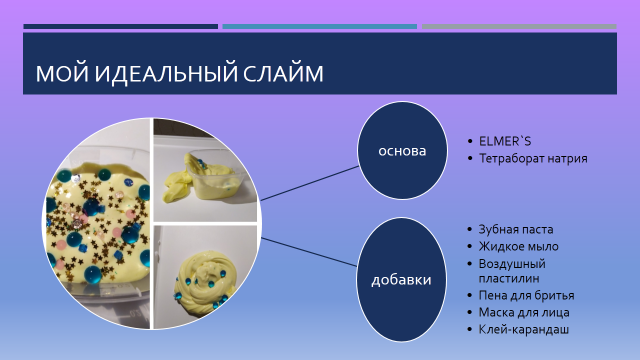 МОЙ ИДЕАЛЬНЫЙ СЛАЙМ
основа
• ELMER`S
• Тетраборат натрия
добавки
• Зубная паста
• Жидкое мыло
• Воздушный
пластилин
• Пена для бритья
• Маска для лица
• Клей-карандаш